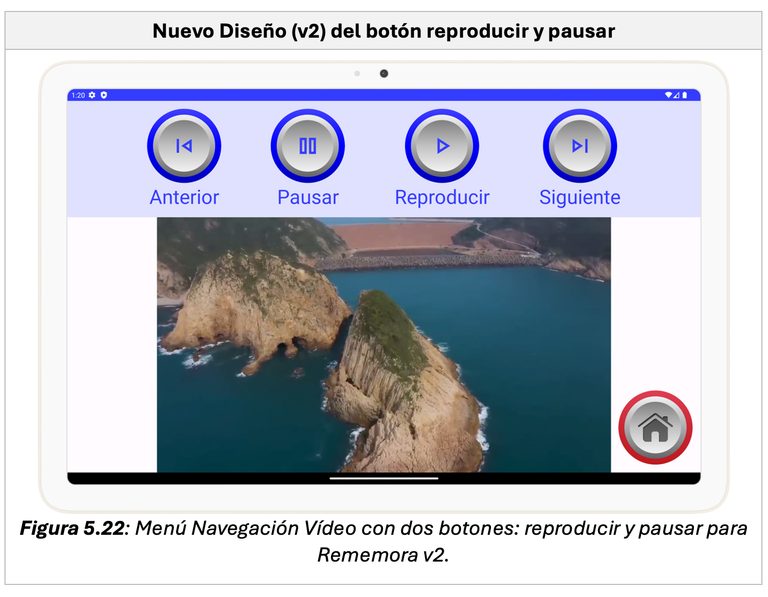 Nuevo Diseño (v2) del botón reproducir y pausar
1:20
Anterior Pausar Reproducir Siguiente
Figura 5.22: Menú Navegación Vídeo con dos botones: reproducir y pausar para
Rememora v2.